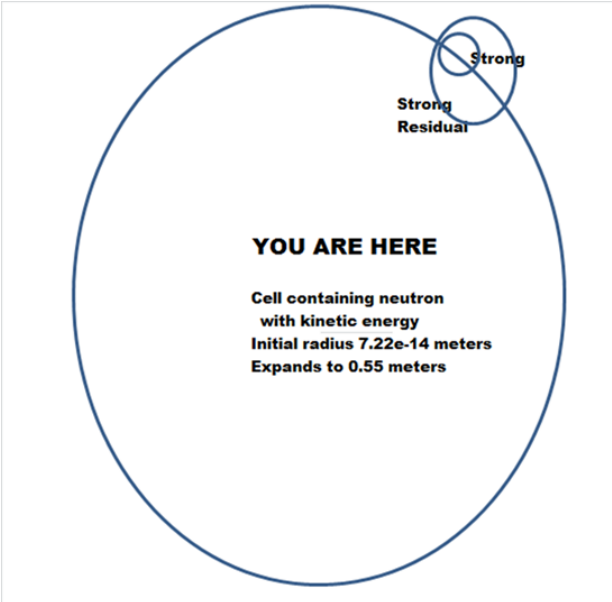 Strong
Strong
Residual
YOU ARE HERE
Cell containing neutron
with kinetic energy
Initial radius 7.22e-14 meters
Expands to 0.55 meters